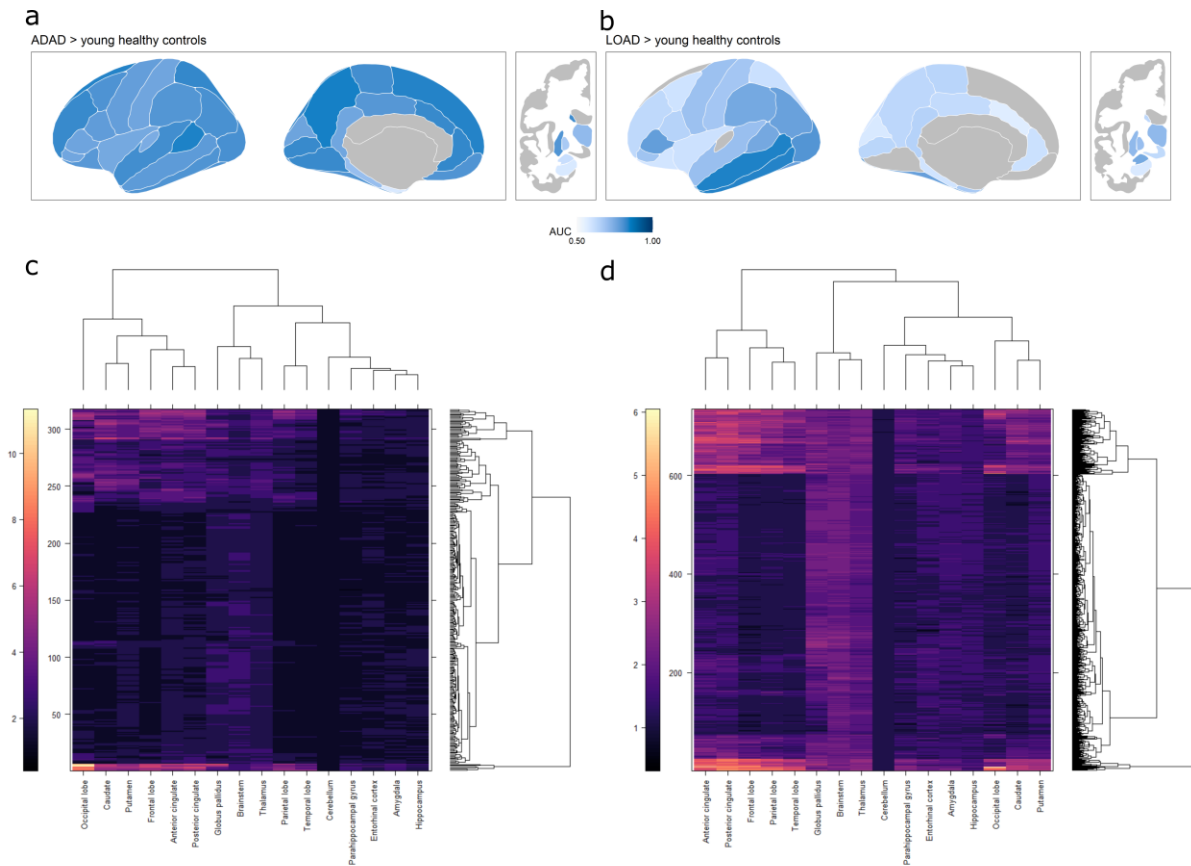 a
ADAD > young healthy controls
b
LOAD > young healthy controls
AUC
0.50 1.00
c
d
10
8
6
4
2
300
250
200
150
100
50
Occipital lobe
Caudate
Putamen
Frontal lobe
Anterior cingulate
Posterior cingulate
Globus pallidus
Brainstem
Thalamus
Parietal lobe
Temporal lobe
Cerebellum
Parahippocampal gyrus
Entorhinal cortex
Amygdala
Hippocampus
6
5
4
3
2
1
600
400
200
Anterior cingulate
Posterior cingulate
Frontal lobe
Parietal lobe
Temporal lobe
Globus pallidus
Brainstem
Thalamus
Cerebellum
Parahippocampal gyrus
Entorhinal cortex
Amygdala
Hippocampus
Occipital lobe
Caudate
Putamen